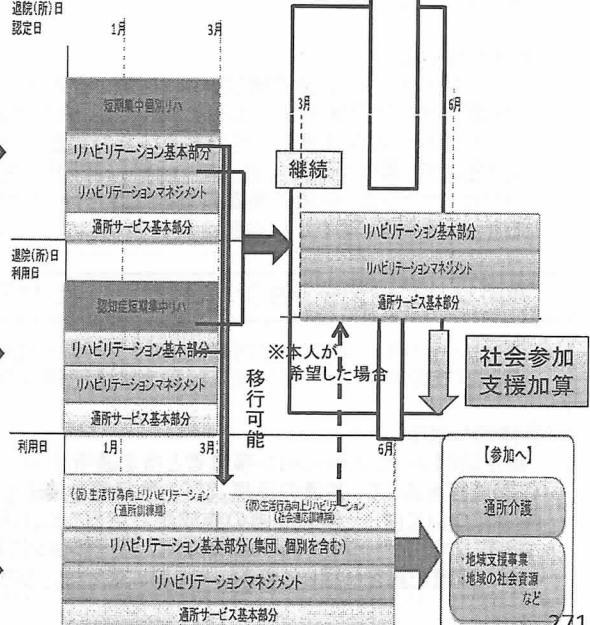 退院(所)日
認定日
1月
3月
短期集中個別リハ
リハビリテーション基本部分
リハビリテーションマネジメント
通所サービス基本部分
3月
6月
継続
リハビリテーション基本部分
リハビリテーションマネジメント
通所サービス基本部分
退院(所)日
利用日
認知症短期集中リハ
リハビリテーション基本部分
リハビリテーションマネジメント
通所サービス基本部分
※本人が
希望した場合
移行可能
社会参加
支援加算
利用日
1月
3月
6月
(仮)生活行為向上リハビリテーション
(通所訓練期)
(仮)生活行為向上リハビリテーション
(社会適応訓練期)
リハビリテーション基本部分(集団、個別を含む)
リハビリテーションマネジメント
通所サービス基本部分
【参加へ】
通所介護
・地域支援事業
・地域の社会資源
など
271